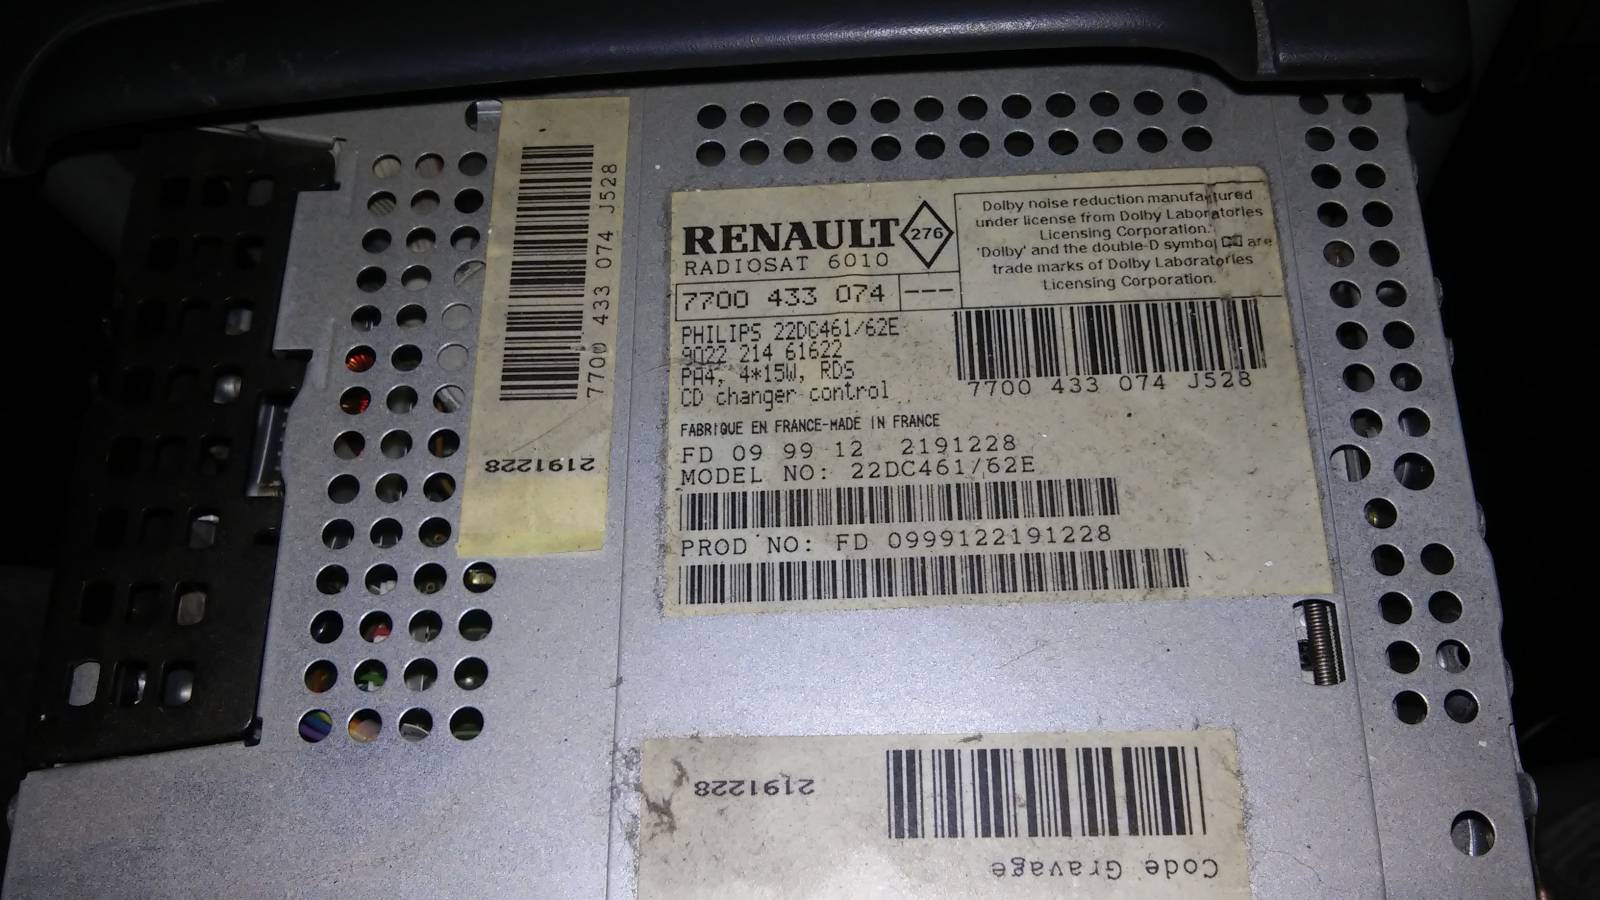 7700 433 074 J528
2191228
RENAULT
276
RADIOSAT 6010
7700 433 074
---
Dolby noise reduction manufactured
under license from Dolby Laboratories
Licensing Corporation.
'Dolby' and the double-D symbol are
trade marks of Dolby Laboratories
Licensing Corporation.
PHILIPS 22DC461/62E
9022 214 61622
PA4, 4*15W, RDS
CD changer control
7700 433 074 J528
FABRIQUE EN FRANCE-MADE IN FRANCE
FD 09 99 12 2191228
MODEL NO: 22DC461/62E
PROD NO: FD 0999122191228
2191228
Code Gravage